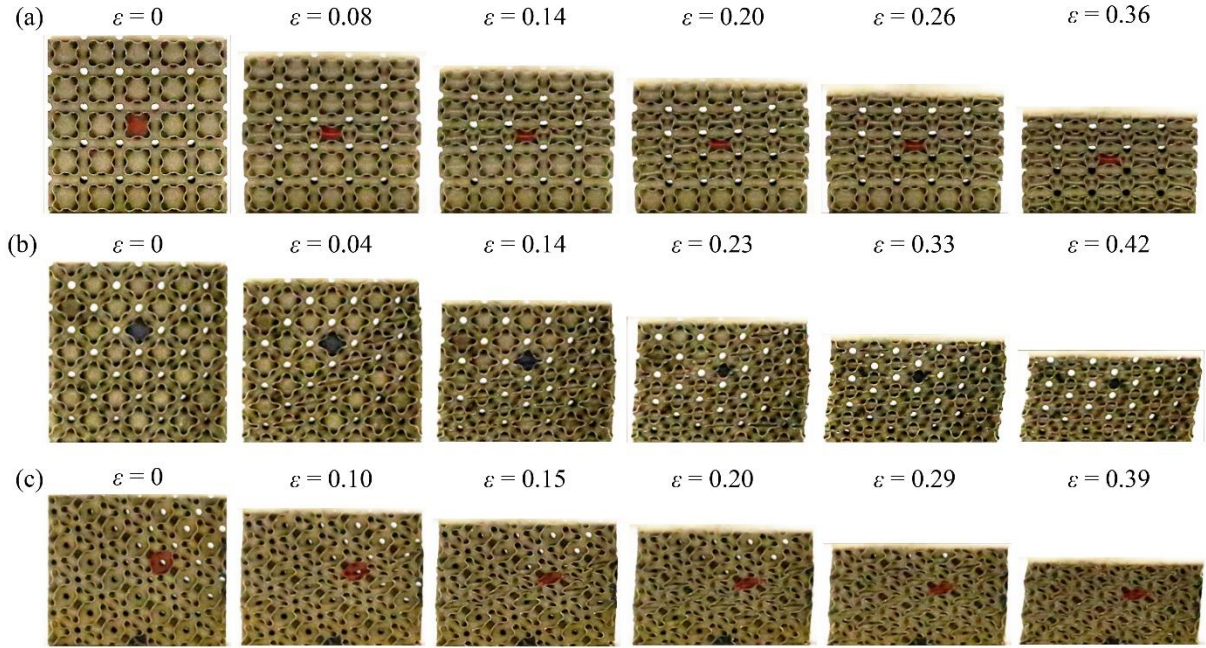 (a) ε = 0 ε = 0.08 ε = 0.14 ε = 0.20 ε = 0.26 ε = 0.36
(b) ε = 0 ε = 0.04 ε = 0.14 ε = 0.23 ε = 0.33 ε = 0.42
(c) ε = 0 ε = 0.10 ε = 0.15 ε = 0.20 ε = 0.29 ε = 0.39